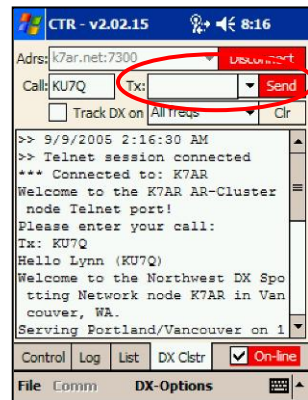 CTR - v2.02.15 8:16
Adrs: k7ar.net:7300 Disconnect
Call: KU7Q Tx: Send
Track DX on All freqs Clr
>> 9/9/2005 2:16:30 AM
>> Telnet session connected
*** Connected to: K7AR
Welcome to the K7AR AR-Cluster
node Telnet port!
Please enter your call:
Tx: KU7Q
Hello Lynn (KU7Q)
Welcome to the Northwest DX Spo
tting Network node K7AR in Van
couver, WA.
Serving Portland/Vancouver on 1
Control Log List DX Clstr On-line
File Comm DX-Options